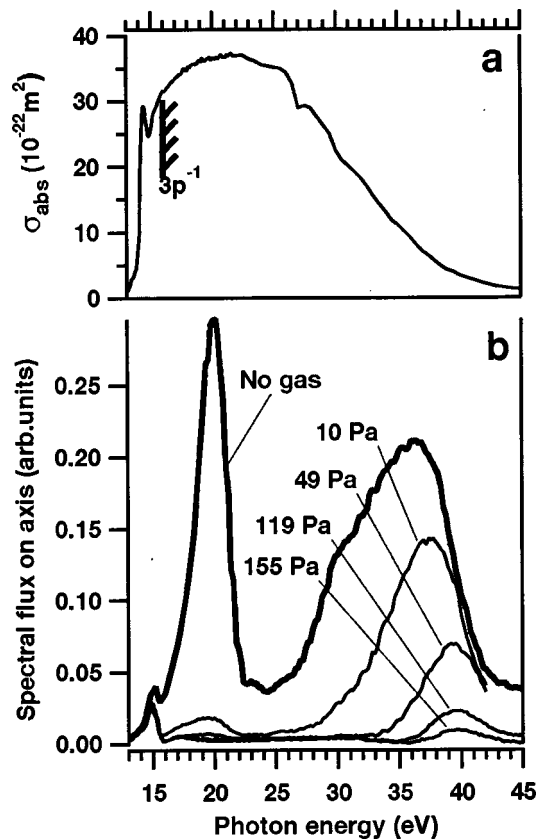 a
40
30
20
10
0
σabs (10⁻²²m²)
3p⁻¹
b
No gas
10 Pa
49 Pa
119 Pa
155 Pa
0.25
0.20
0.15
0.10
0.05
0.00
Spectral flux on axis (arb.units)
15 20 25 30 35 40 45
Photon energy (eV)